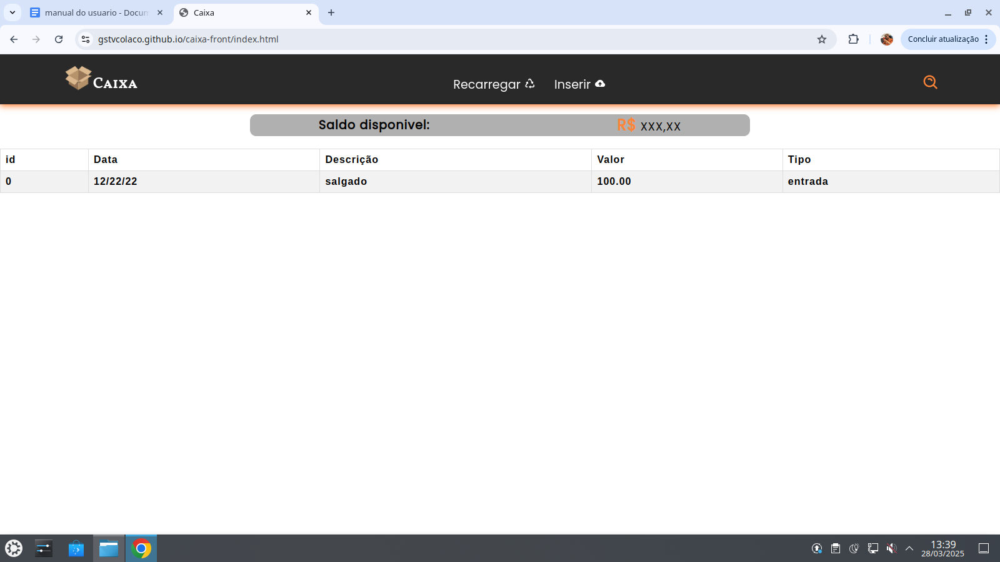 manual do usuario - Docum
Caixa
gstvcolaco.github.io/caixa-front/index.html
Concluir atualização
Caixa
Recarregar
Inserir
Saldo disponivel:
R$ xxx,xx
id Data Descrição Valor Tipo
0 12/22/22 salgado 100.00 entrada
13:39
28/03/2025